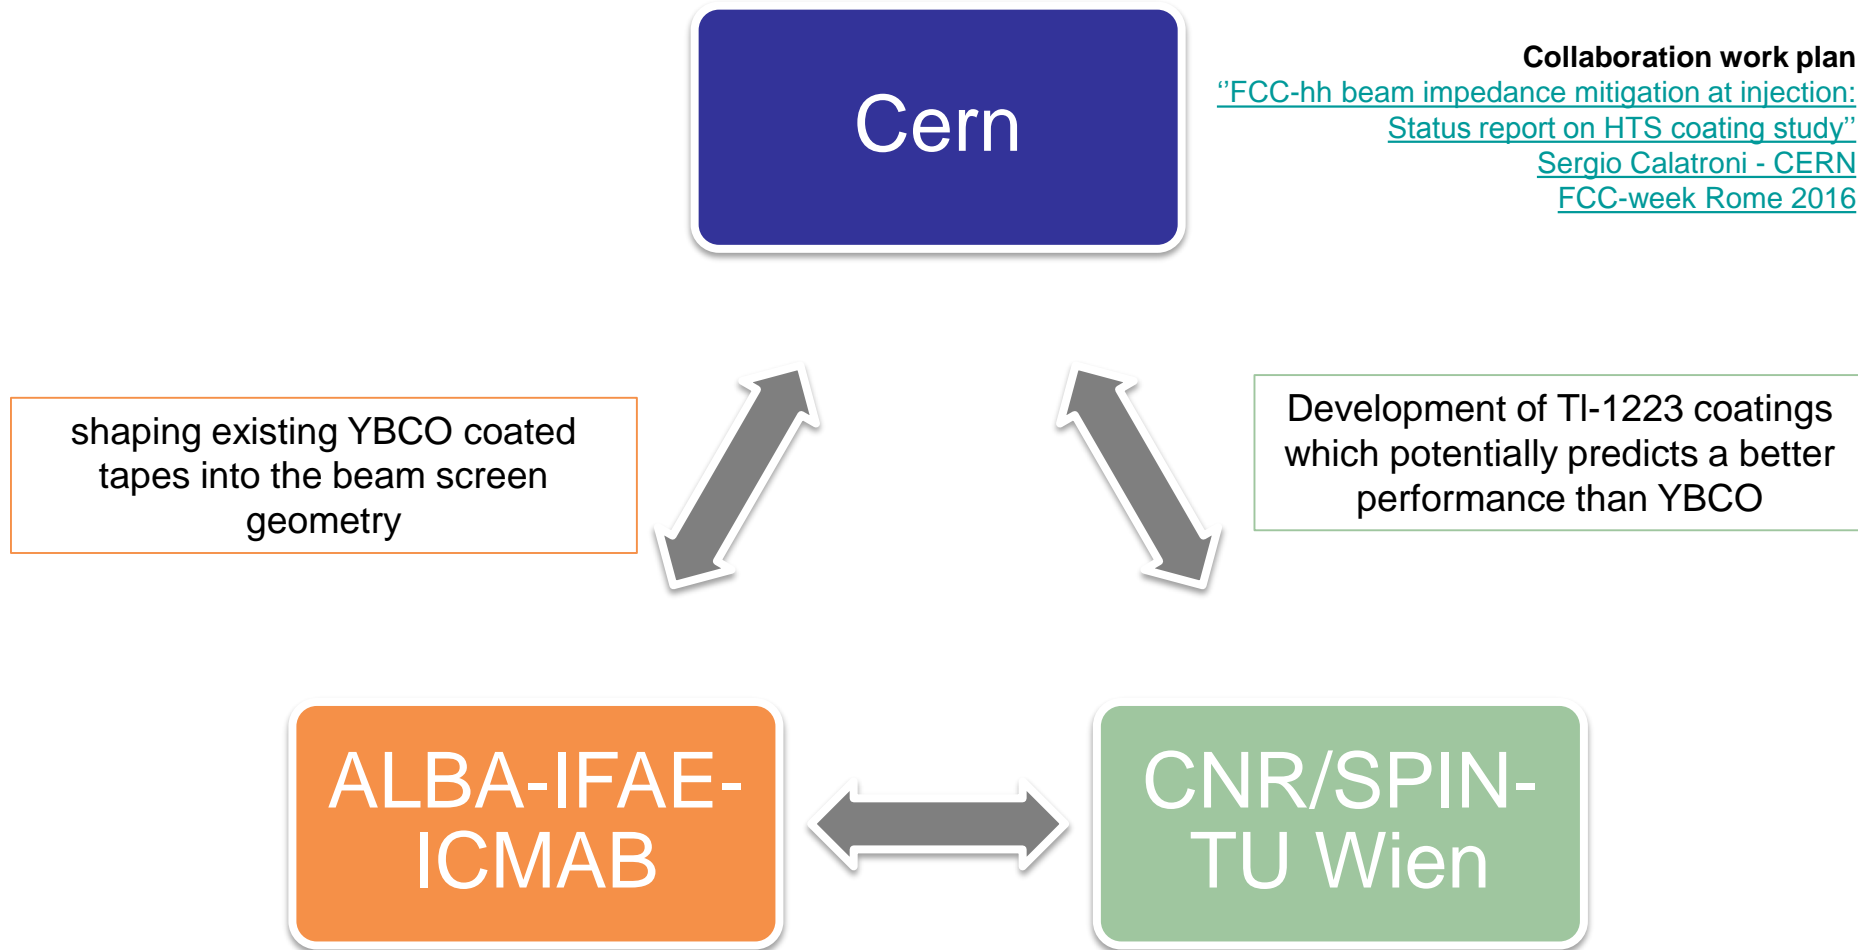 Cern
Collaboration work plan
‘’FCC-hh beam impedance mitigation at injection:
Status report on HTS coating study’’
Sergio Calatroni - CERN
FCC-week Rome 2016
shaping existing YBCO coated
tapes into the beam screen
geometry
Development of Tl-1223 coatings
which potentially predicts a better
performance than YBCO
ALBA-IFAE-
ICMAB
CNR/SPIN-
TU Wien